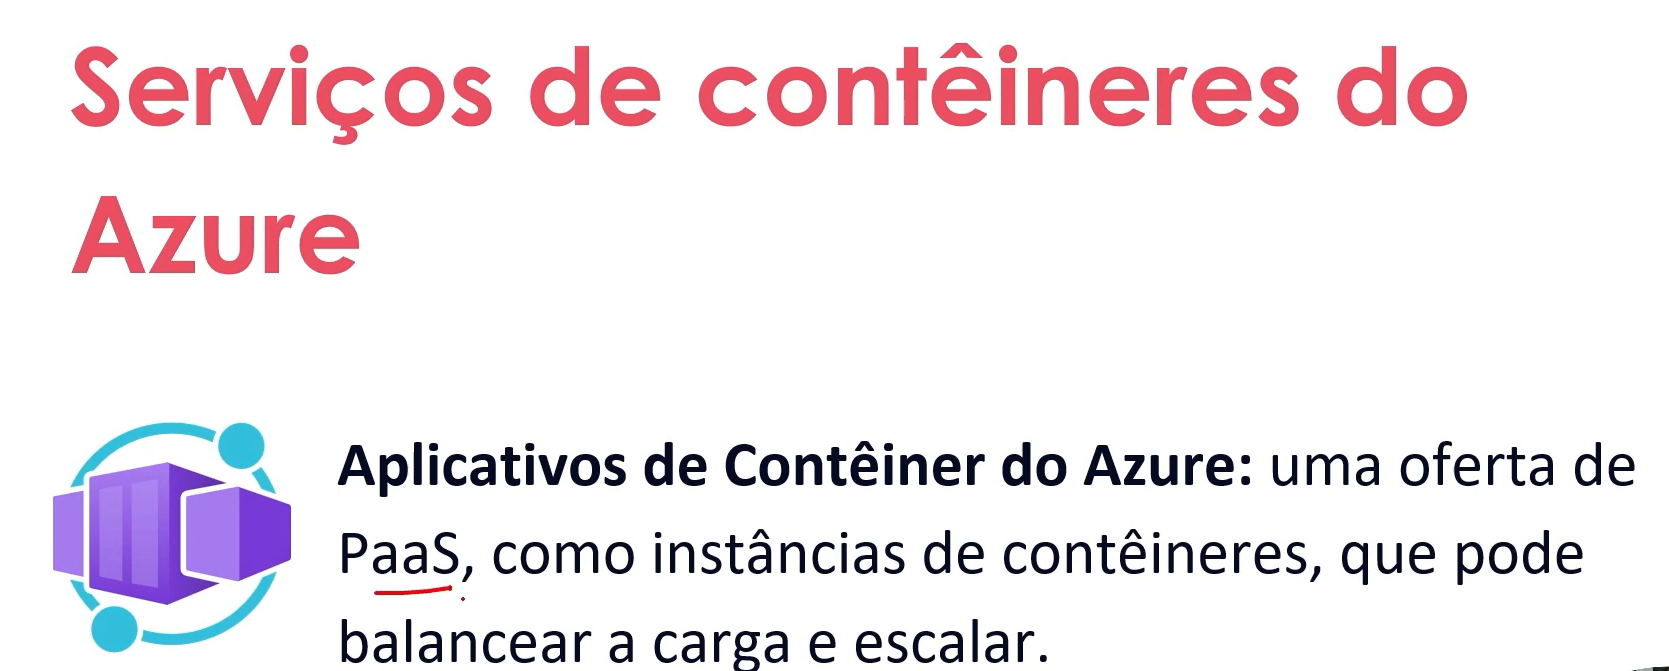 Serviços de contêineres do
Azure
Aplicativos de Contêiner do Azure: uma oferta de
PaaS, como instâncias de contêineres, que pode
balancear a carga e escalar.